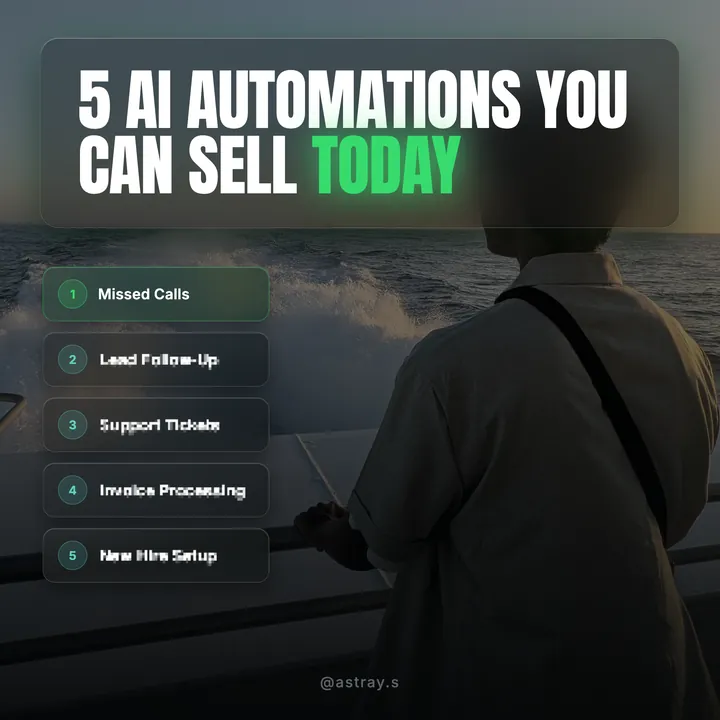 5 AI AUTOMATIONS YOU
CAN SELL TODAY
1 Missed Calls
2 Lead Follow-Up
3 Support Tickets
4 Invoice Processing
5 New Hire Setup
@astray.s